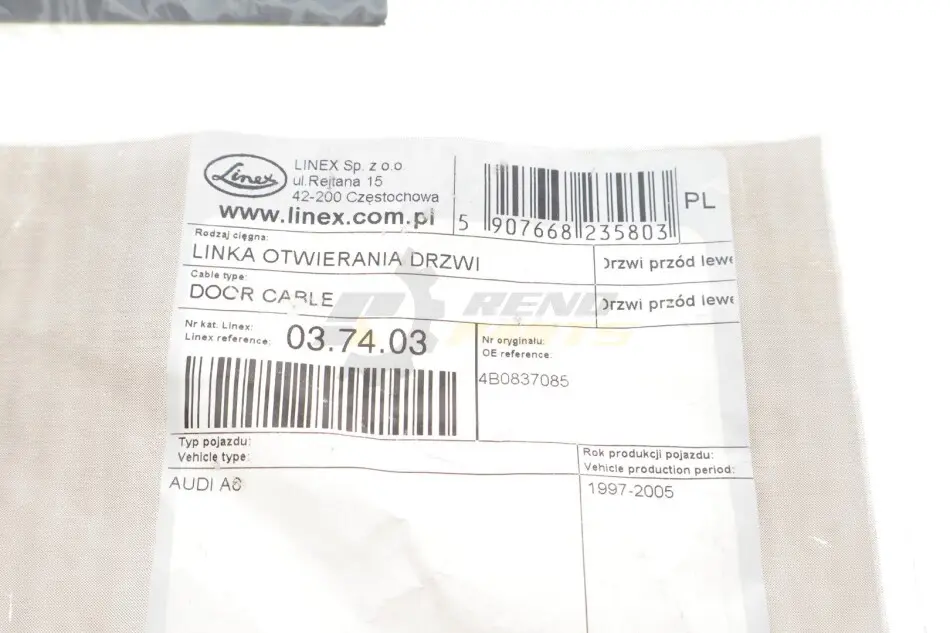 Linex
LINEX Sp. z o.o.
ul.Rejtana 15
42-200 Częstochowa
www.linex.com.pl
5 907668 235803
PL
Rodzaj cięgna:
LINKA OTWIERANIA DRZWI
Drzwi przód lewe
Cable type:
DOOR CABLE
Drzwi przód lewe
Nr kat. Linex:
Linex reference:
03.74.03
Nr oryginału:
OE reference:
4B0837085
Typ pojazdu:
Vehicle type:
AUDI A6
Rok produkcji pojazdu:
Vehicle production period:
1997-2005
RENO
PARTS